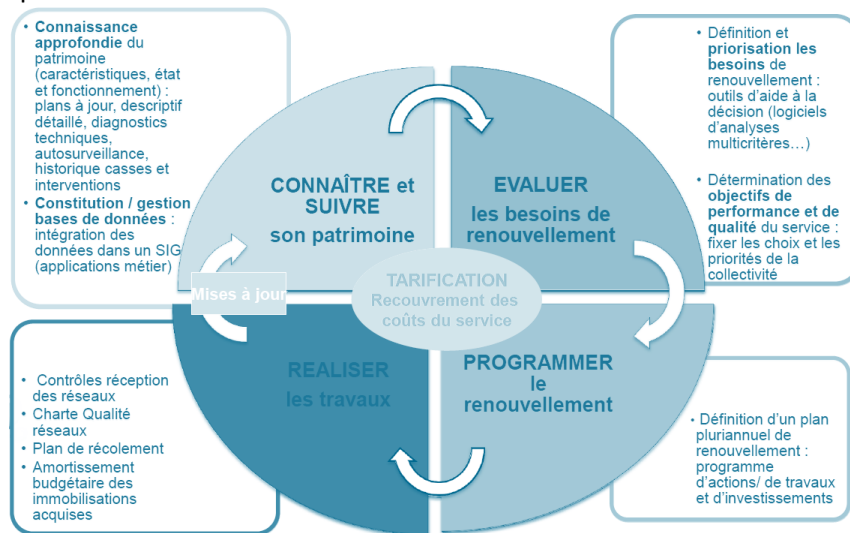 • Connaissance
approfondie du
patrimoine
(caractéristiques, état
et fonctionnement) :
plans à jour, descriptif
détaillé, diagnostics
techniques,
autosurveillance,
historique casses et
interventions
• Constitution / gestion
bases de données :
intégration des
données dans un SIG
(applications métier)
CONNAÎTRE et
SUIVRE
son patrimoine
EVALUER
les besoins de
renouvellement
• Définition et
priorisation les
besoins de
renouvellement :
outils d'aide à la
décision (logiciels
d'analyses
multicritères…)
• Détermination des
objectifs de
performance et de
qualité du service :
fixer les choix et les
priorités de la
collectivité
Mises à jour
TARIFICATION
Recouvrement des
coûts du service
REALISER
les travaux
PROGRAMMER
le
renouvellement
• Contrôles réception
des réseaux
• Charte Qualité
réseaux
• Plan de récolement
• Amortissement
budgétaire des
immobilisations
acquises
• Définition d'un plan
pluriannuel de
renouvellement :
programme
d'actions/ de travaux
et d'investissements